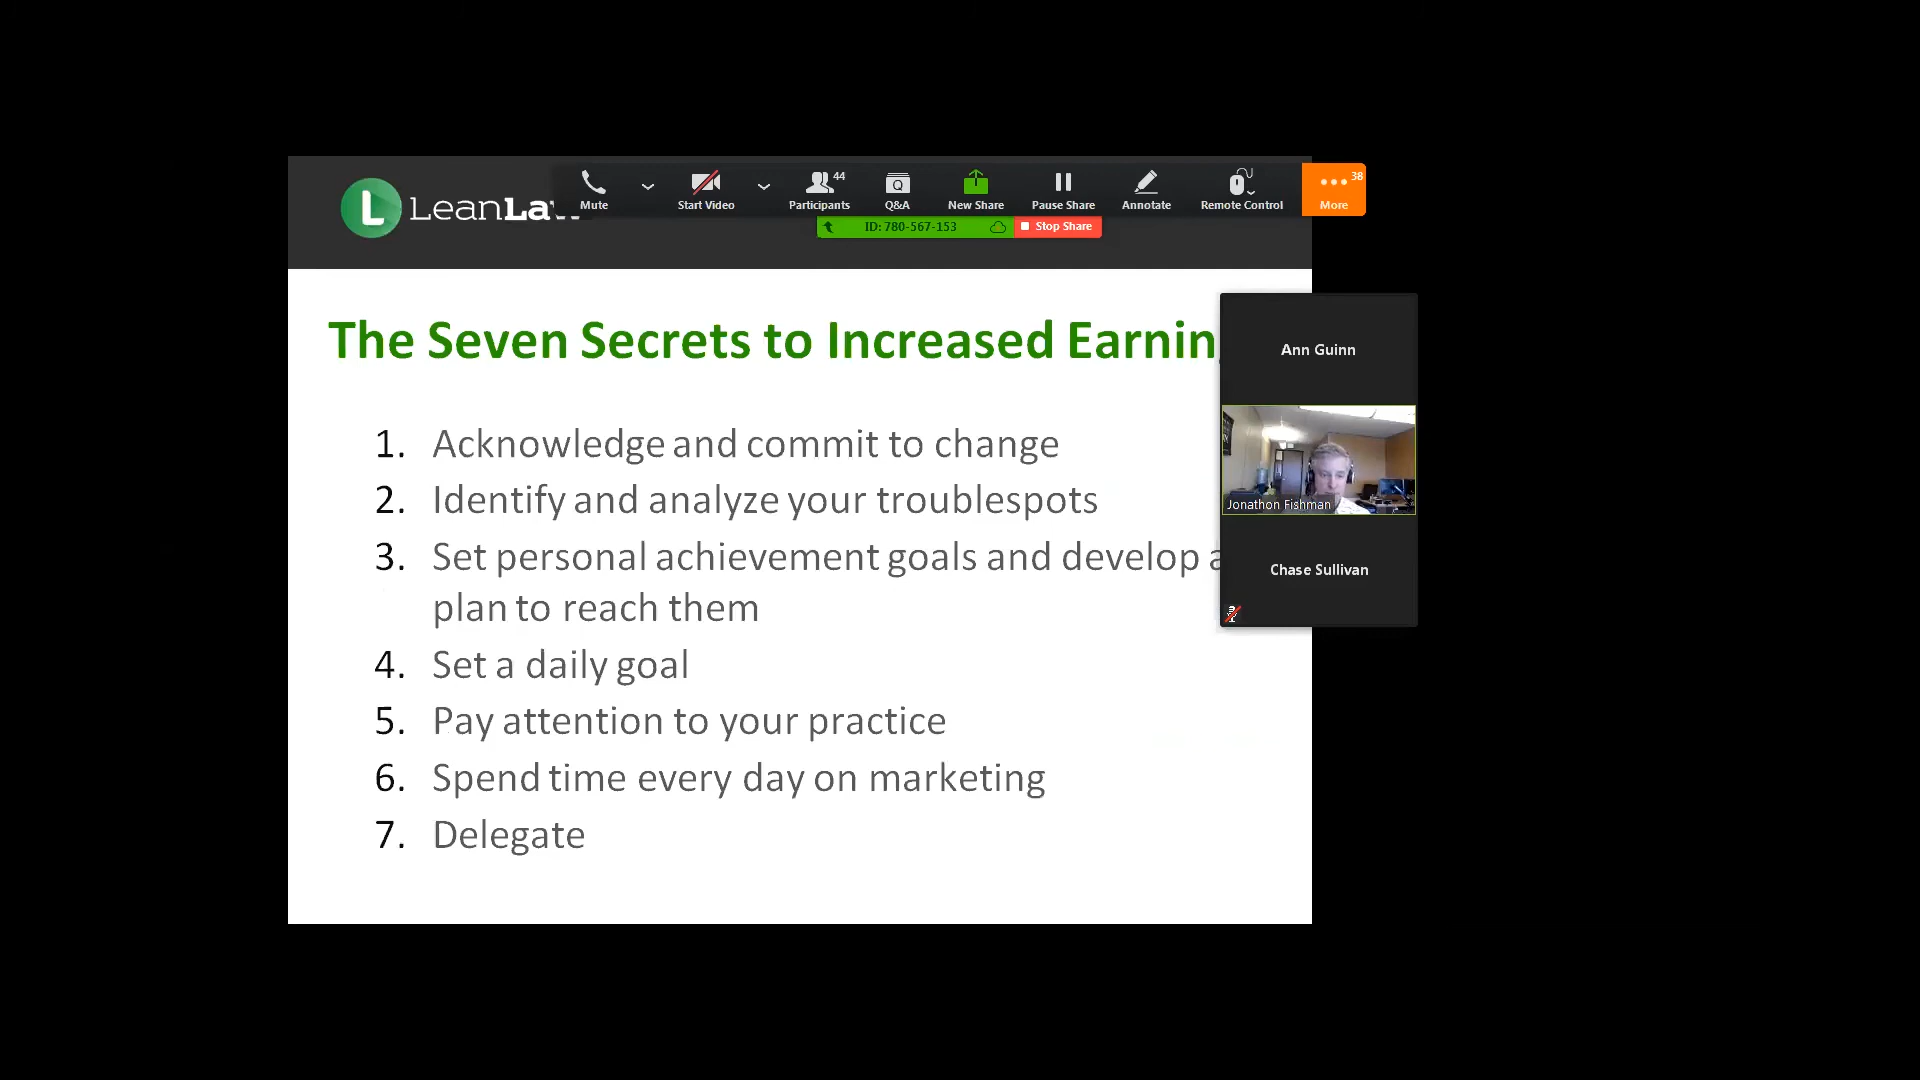 LeanLaw
Mute
Start Video
44
Participants
Q
Q&A
New Share
Pause Share
Annotate
Remote Control
38
More
ID: 780-567-153
Stop Share
The Seven Secrets to Increased Earnin
Ann Guinn
Jonathon Fishman
Chase Sullivan
1. Acknowledge and commit to change
2. Identify and analyze your troublespots
3. Set personal achievement goals and develop a
plan to reach them
4. Set a daily goal
5. Pay attention to your practice
6. Spend time every day on marketing
7. Delegate